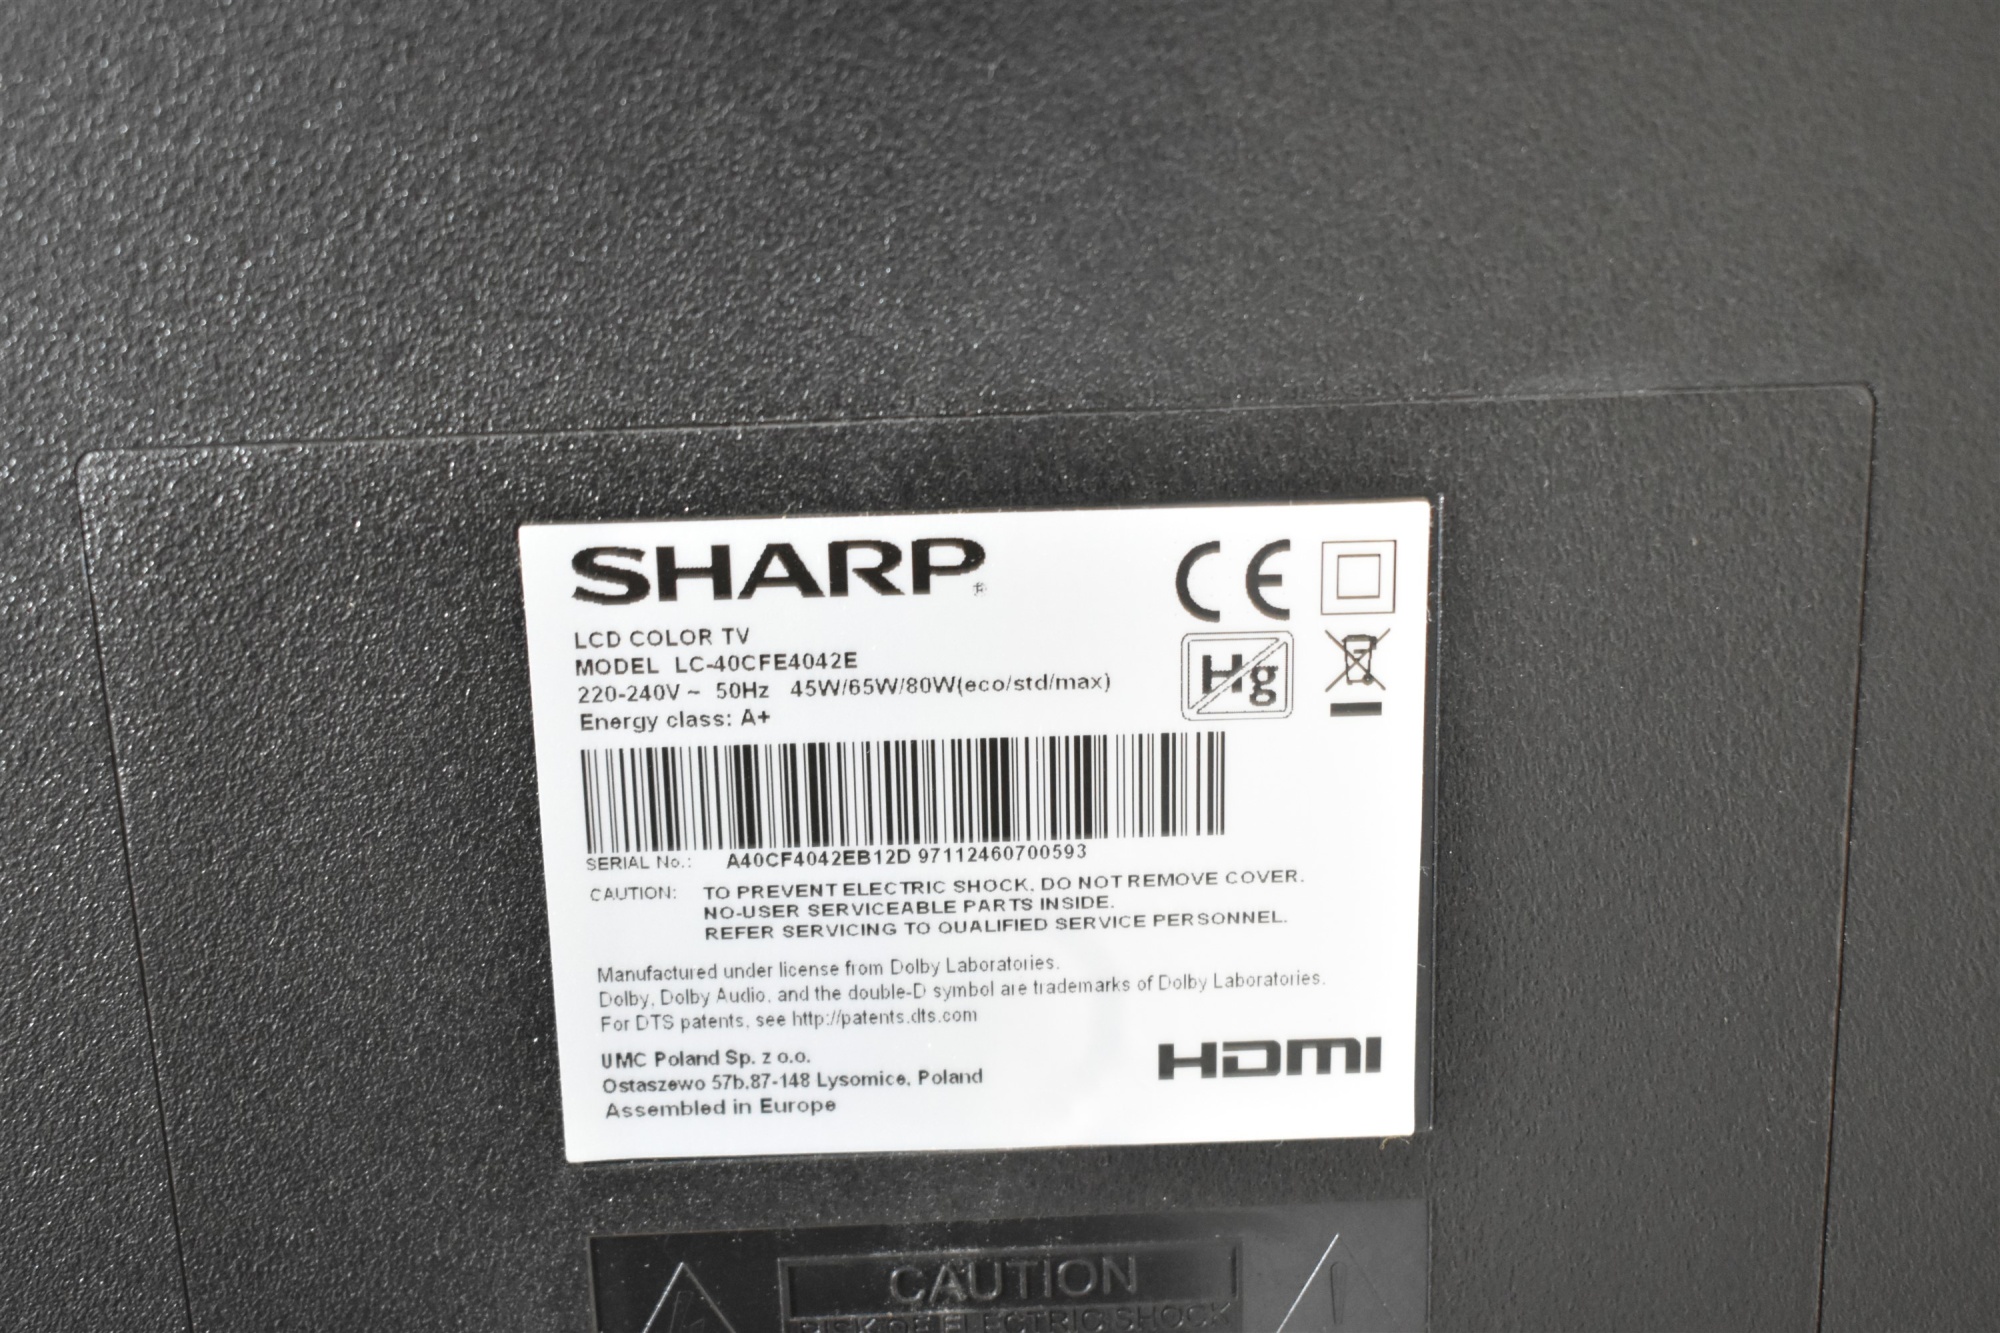 SHARP®
CE
LCD COLOR TV
MODEL LC-40CFE4042E
220-240V ~ 50Hz 45W/65W/80W(eco/std/max)
Hg
Energy class: A+
SERIAL No.: A40CF4042EB12D 97112460700593
CAUTION: TO PREVENT ELECTRIC SHOCK, DO NOT REMOVE COVER.
NO-USER SERVICEABLE PARTS INSIDE.
REFER SERVICING TO QUALIFIED SERVICE PERSONNEL.
Manufactured under license from Dolby Laboratories.
Dolby, Dolby Audio, and the double-D symbol are trademarks of Dolby Laboratories.
For DTS patents, see http://patents.dts.com
UMC Poland Sp. z o.o.
Ostaszewo 57b,87-148 Lysomice, Poland
Assembled in Europe
HDMI
CAUTION
RISK OF ELECTRIC SHOCK